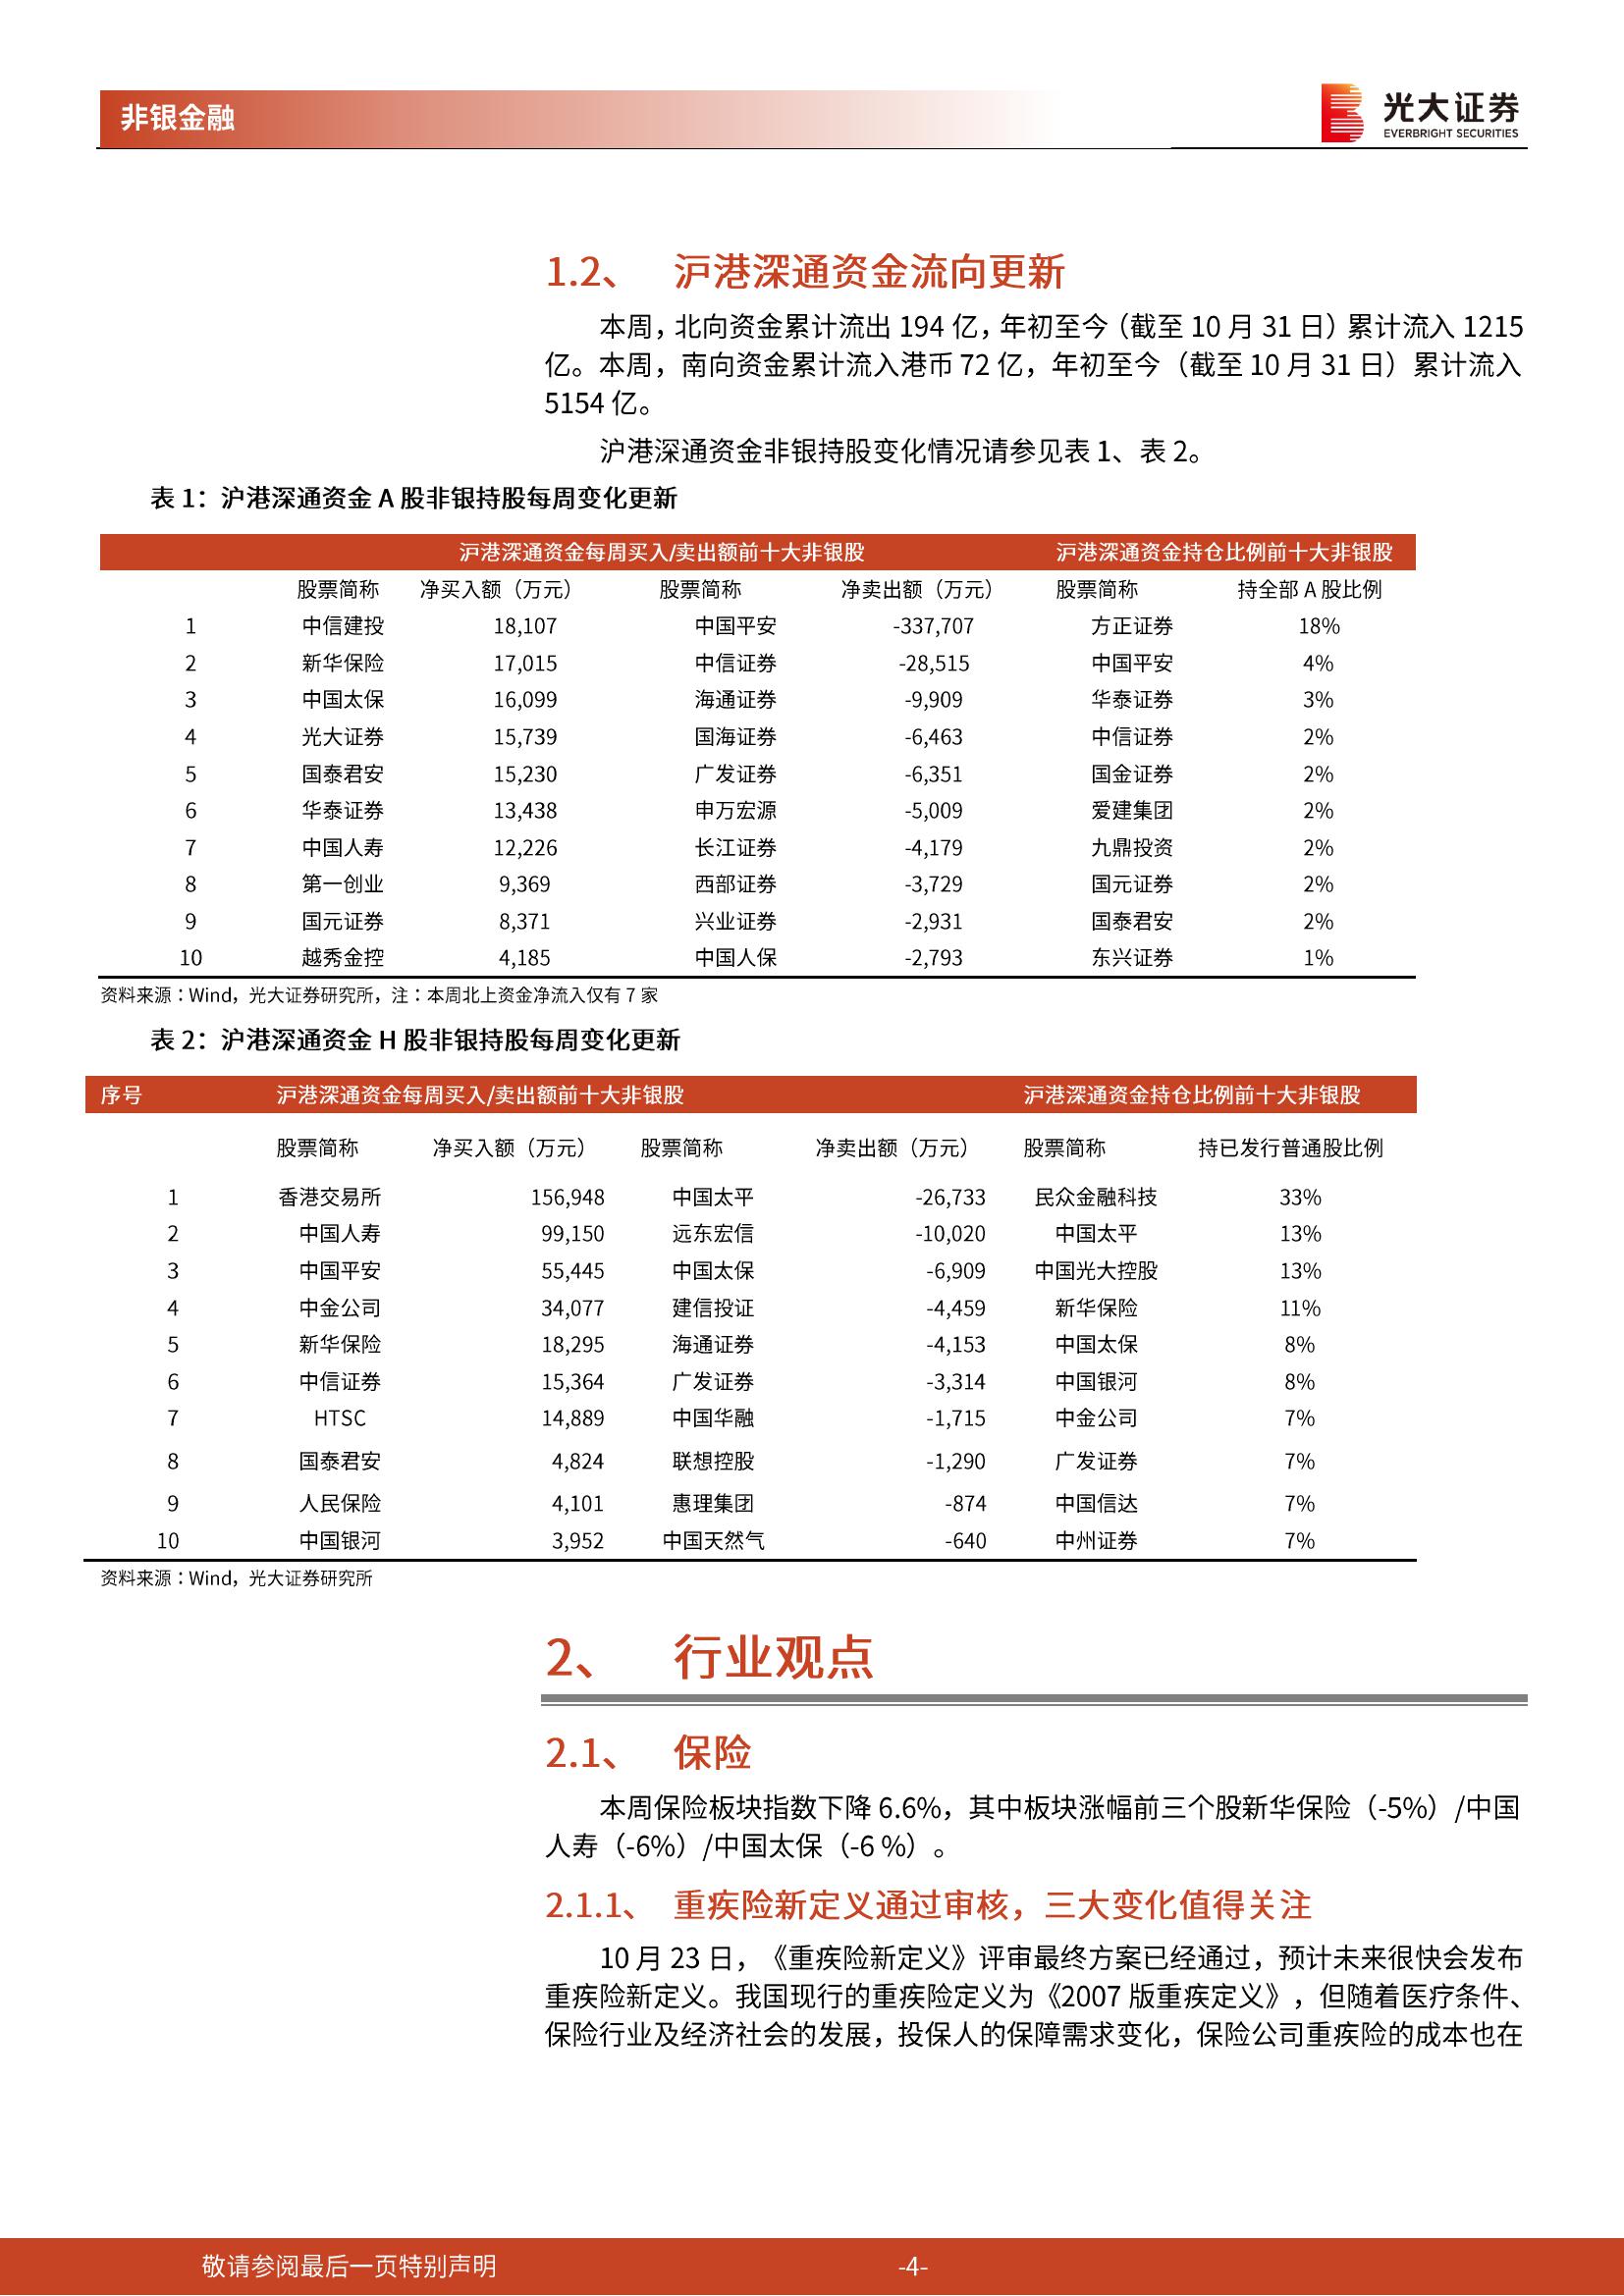 非银金融
光大证券
EVERBRIGHT SECURITIES
1.2、 沪港深通资金流向更新
本周，北向资金累计流出 194 亿，年初至今（截至 10 月 31 日）累计流入 1215
亿。本周，南向资金累计流入港币 72 亿，年初至今（截至 10 月 31 日）累计流入
5154 亿。
沪港深通资金非银持股变化情况请参见表 1、表 2。
表 1：沪港深通资金 A 股非银持股每周变化更新
沪港深通资金每周买入/卖出额前十大非银股 沪港深通资金持仓比例前十大非银股
股票简称 净买入额（万元） 股票简称 净卖出额（万元） 股票简称 持全部 A 股比例
1 中信建投 18,107 中国平安 -337,707 方正证券 18%
2 新华保险 17,015 中信证券 -28,515 中国平安 4%
3 中国太保 16,099 海通证券 -9,909 华泰证券 3%
4 光大证券 15,739 国海证券 -6,463 中信证券 2%
5 国泰君安 15,230 广发证券 -6,351 国金证券 2%
6 华泰证券 13,438 申万宏源 -5,009 爱建集团 2%
7 中国人寿 12,226 长江证券 -4,179 九鼎投资 2%
8 第一创业 9,369 西部证券 -3,729 国元证券 2%
9 国元证券 8,371 兴业证券 -2,931 国泰君安 2%
10 越秀金控 4,185 中国人保 -2,793 东兴证券 1%
资料来源：Wind，光大证券研究所，注：本周北上资金净流入仅有 7 家
表 2：沪港深通资金 H 股非银持股每周变化更新
序号 沪港深通资金每周买入/卖出额前十大非银股 沪港深通资金持仓比例前十大非银股
股票简称 净买入额（万元） 股票简称 净卖出额（万元） 股票简称 持已发行普通股比例
1 香港交易所 156,948 中国太平 -26,733 民众金融科技 33%
2 中国人寿 99,150 远东宏信 -10,020 中国太平 13%
3 中国平安 55,445 中国太保 -6,909 中国光大控股 13%
4 中金公司 34,077 建信投证 -4,459 新华保险 11%
5 新华保险 18,295 海通证券 -4,153 中国太保 8%
6 中信证券 15,364 广发证券 -3,314 中国银河 8%
7 HTSC 14,889 中国华融 -1,715 中金公司 7%
8 国泰君安 4,824 联想控股 -1,290 广发证券 7%
9 人民保险 4,101 惠理集团 -874 中国信达 7%
10 中国银河 3,952 中国天然气 -640 中州证券 7%
资料来源：Wind，光大证券研究所
2、 行业观点
2.1、 保险
本周保险板块指数下降 6.6%，其中板块涨幅前三个股新华保险（-5%）/中国
人寿（-6%）/中国太保（-6 %）。
2.1.1、 重疾险新定义通过审核，三大变化值得关注
10 月 23 日，《重疾险新定义》评审最终方案已经通过，预计未来很快会发布
重疾险新定义。我国现行的重疾险定义为《2007 版重疾定义》，但随着医疗条件、
保险行业及经济社会的发展，投保人的保障需求变化，保险公司重疾险的成本也在
敬请参阅最后一页特别声明 -4-